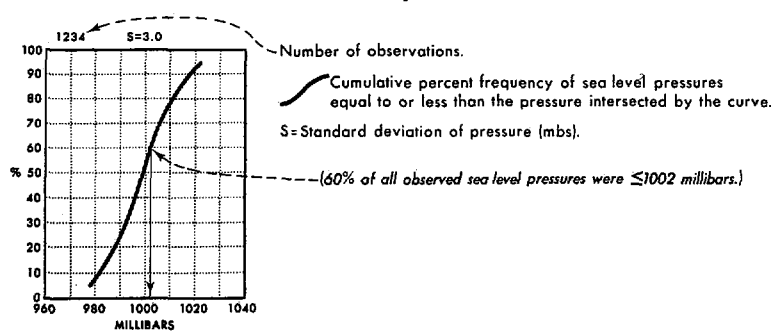 1234 S=3.0
Number of observations.
Cumulative percent frequency of sea level pressures
equal to or less than the pressure intersected by the curve.
S=Standard deviation of pressure (mbs).
(60% of all observed sea level pressures were ≤1002 millibars.)
100
90
80
70
60
%
50
40
30
20
10
0
960 980 1000 1020 1040
MILLIBARS